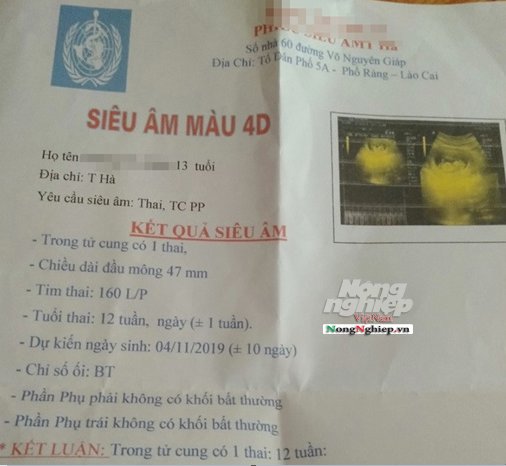 Số nhà 60 đường Võ Nguyên Giáp
Địa Chỉ: Tổ Dân Phố 5A - Phố Ràng – Lào Cai
SIÊU ÂM MÀU 4D
Họ tên 13 tuổi
Địa chỉ: T Hà
Yêu cầu siêu âm: Thai, TC PP
KẾT QUẢ SIÊU ÂM
- Trong tử cung có 1 thai,
- Chiều dài đầu mông 47 mm
- Tim thai: 160 L/P
- Tuổi thai: 12 tuần, ngày (± 1 tuần).
- Dự kiến ngày sinh: 04/11/2019 (± 10 ngày)
- Chỉ số ối: BT
- Phần Phụ phải không có khối bất thường
- Phần Phụ trái không có khối bất thường
* KẾT LUẬN: Trong tử cung có 1 thai: 12 tuần:
Nông
nghiệp
Việt Nam
NongNghiep.vn